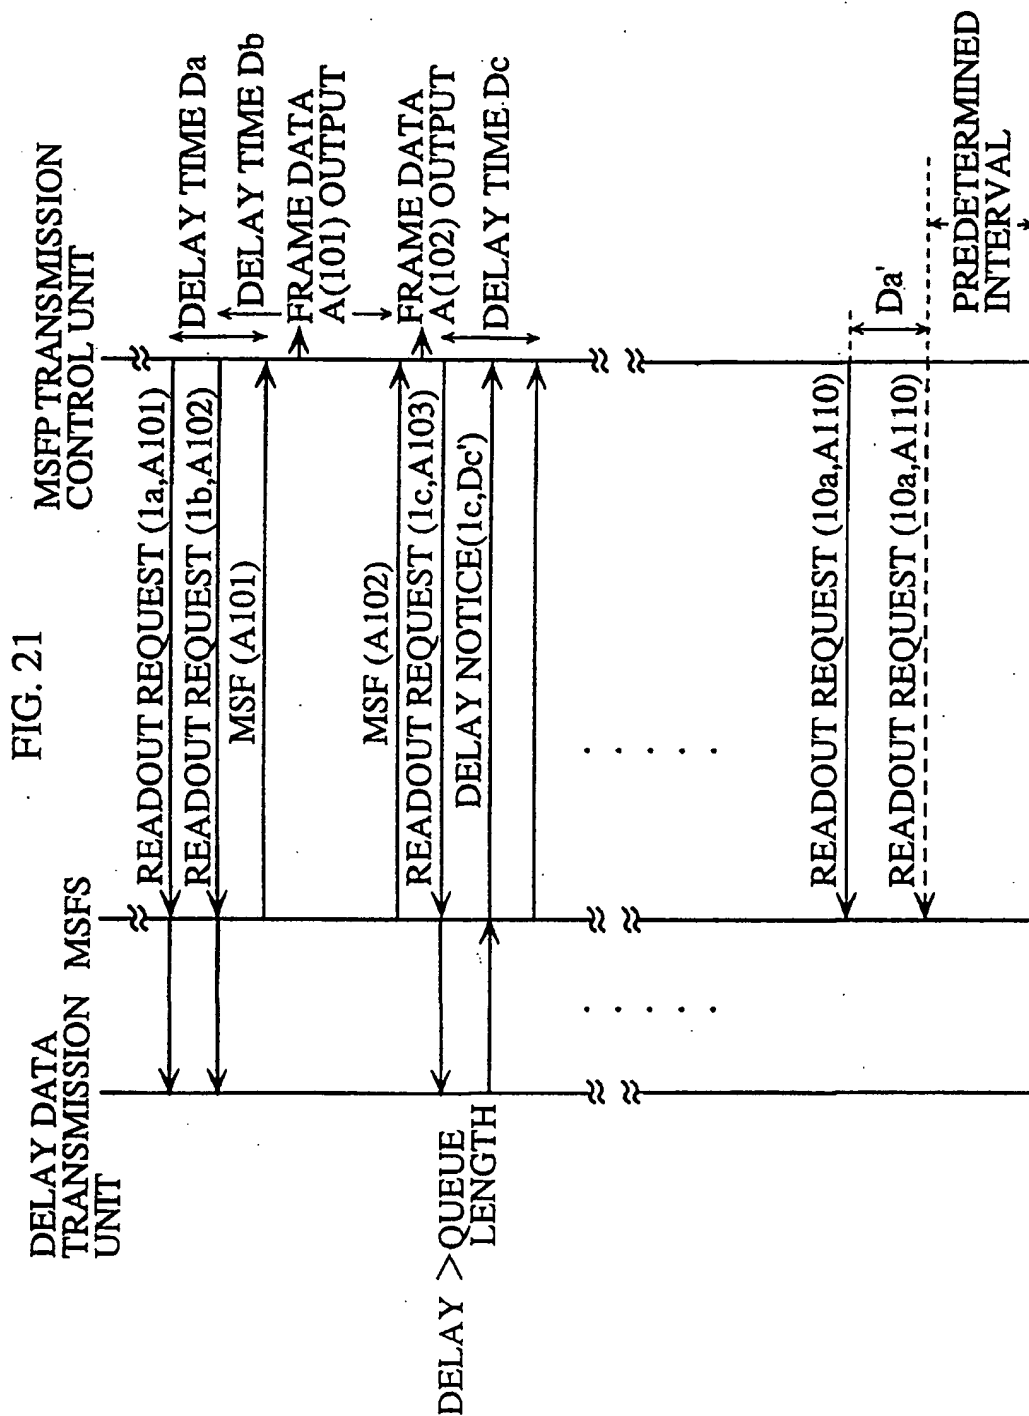 FIG. 21
DELAY DATA
TRANSMISSION
UNIT
MSFS
MSFP TRANSMISSION
CONTROL UNIT
READOUT REQUEST (1a,A101)
DELAY TIME Da
READOUT REQUEST (1b,A102)
DELAY TIME Db
MSF (A101)
FRAME DATA
A(101) OUTPUT
MSF (A102)
FRAME DATA
A(102) OUTPUT
READOUT REQUEST (1c,A103)
DELAY > QUEUE
LENGTH
DELAY NOTICE(1c,Dc')
DELAY TIME Dc
. . . . .
. . . . .
READOUT REQUEST (10a,A110)
Da'
READOUT REQUEST (10a,A110)
PREDETERMINED
INTERVAL